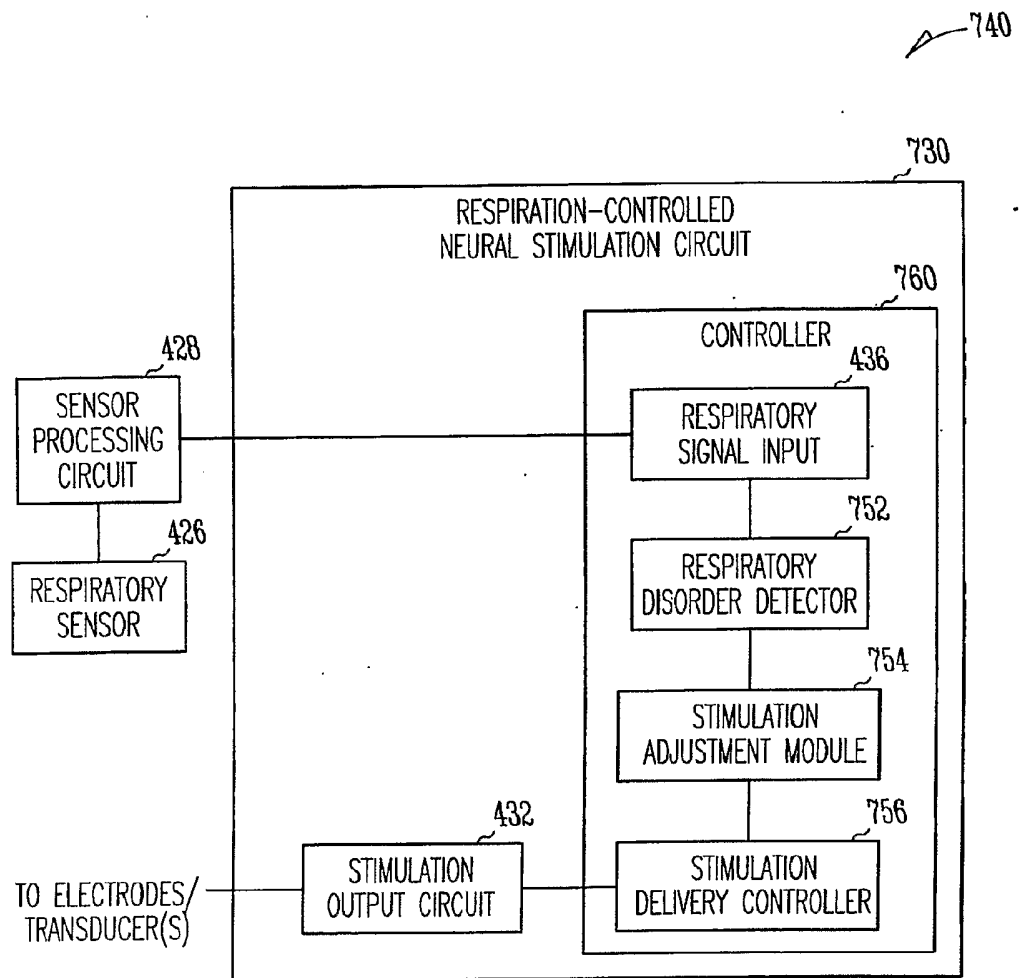 740
730
RESPIRATION-CONTROLLED
NEURAL STIMULATION CIRCUIT
760
CONTROLLER
428
SENSOR
PROCESSING
CIRCUIT
436
RESPIRATORY
SIGNAL INPUT
426
RESPIRATORY
SENSOR
752
RESPIRATORY
DISORDER DETECTOR
754
STIMULATION
ADJUSTMENT MODULE
432
STIMULATION
OUTPUT CIRCUIT
756
STIMULATION
DELIVERY CONTROLLER
TO ELECTRODES/
TRANSDUCER(S)